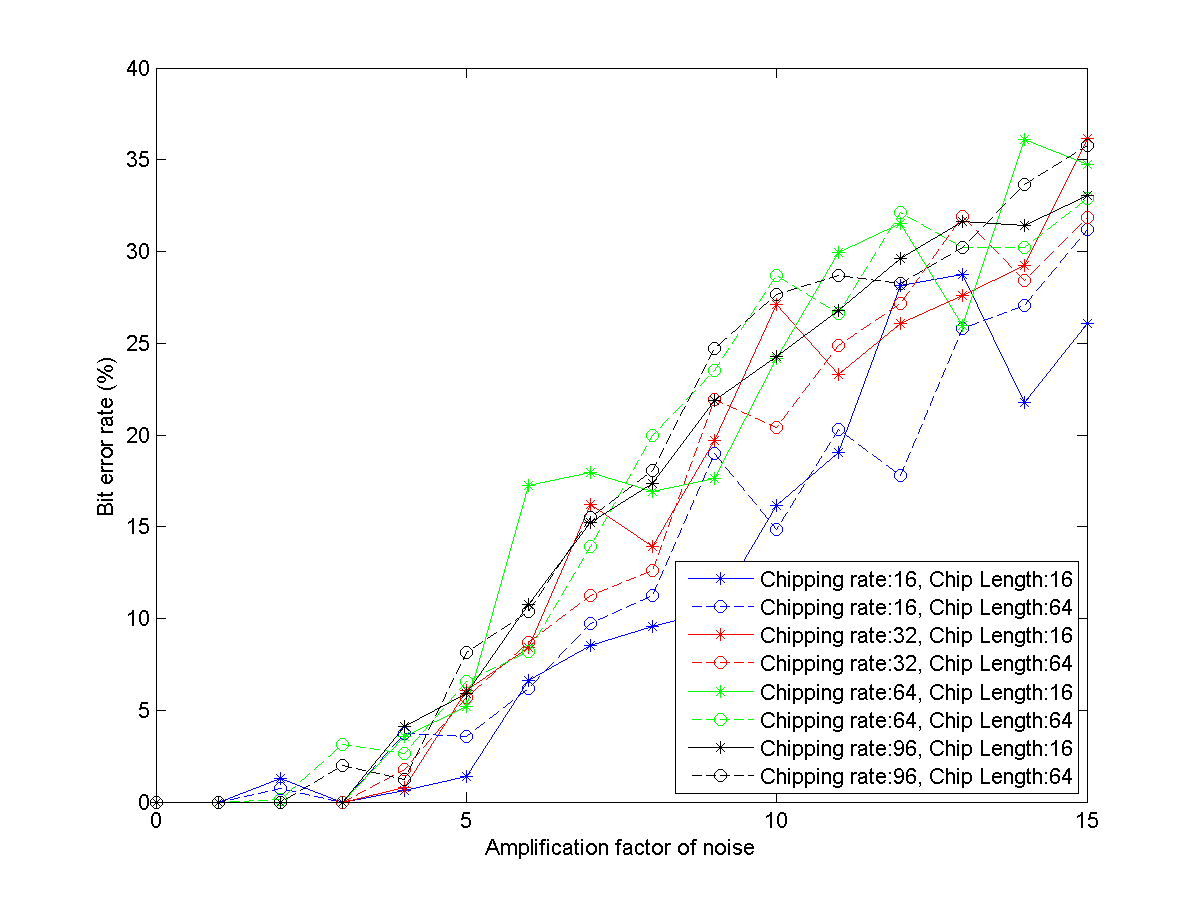 40
35
30
25
20
15
10
5
0
Bit error rate (%)
Chipping rate:16, Chip Length:16
Chipping rate:16, Chip Length:64
Chipping rate:32, Chip Length:16
Chipping rate:32, Chip Length:64
Chipping rate:64, Chip Length:16
Chipping rate:64, Chip Length:64
Chipping rate:96, Chip Length:16
Chipping rate:96, Chip Length:64
0 5 10 15
Amplification factor of noise